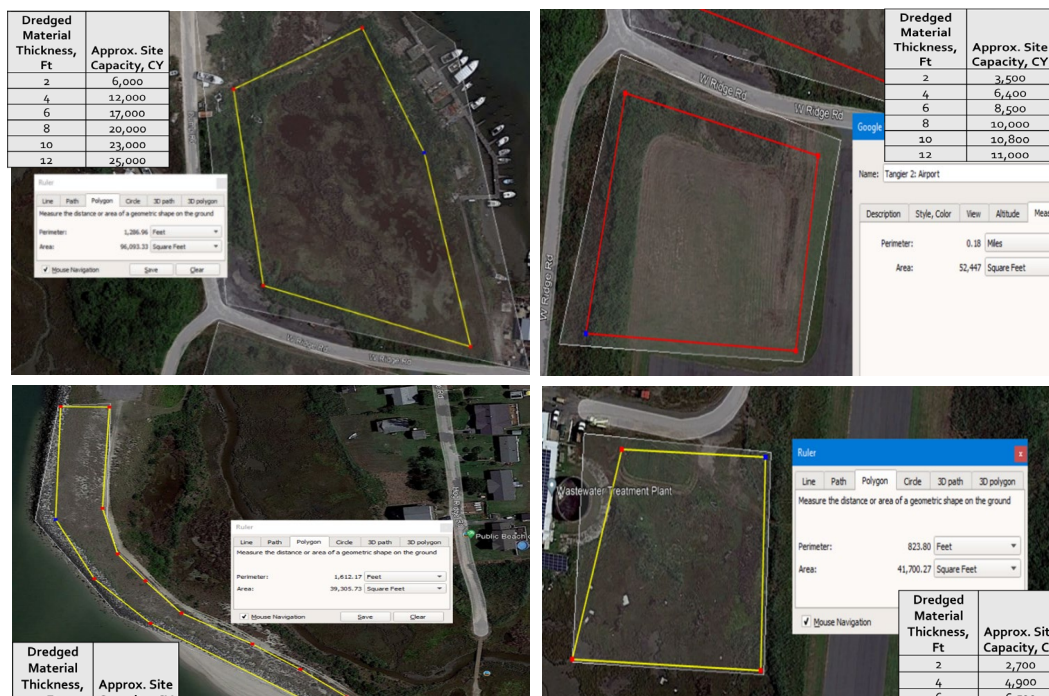 Dredged
Material
Thickness, Approx. Site
Ft Capacity, CY
2 6,000
4 12,000
6 17,000
8 20,000
10 23,000
12 25,000
Ruler
Line Path Polygon Circle 3D path 3D polygon
Measure the distance or area of a geometric shape on the ground
Perimeter: 1,286.96 Feet
Area: 96,093.33 Square Feet
Mouse Navigation Save Clear
W Ridge Rd
W Ridge Rd
Dredged
Material
Thickness, Approx. Site
Ft Capacity, CY
2 3,500
4 6,400
6 8,500
8 10,000
10 10,800
12 11,000
W Ridge Rd
W Ridge Rd
W Ridge Rd
Google
Name: Tangier 2: Airport
Description Style, Color View Altitude Meas
Perimeter: 0.18 Miles
Area: 52,447 Square Feet
Ruler
Line Path Polygon Circle 3D path 3D polygon
Measure the distance or area of a geometric shape on the ground
Perimeter: 1,612.17 Feet
Area: 39,305.73 Square Feet
Mouse Navigation Save Clear
Public Beach
Dredged
Material
Thickness, Approx. Site
Wastewater Treatment Plant
Ruler
Line Path Polygon Circle 3D path 3D polygon
Measure the distance or area of a geometric shape on the ground
Perimeter: 823.80 Feet
Area: 41,700.27 Square Feet
Mouse Navigation
Dredged
Material
Thickness, Approx. Sit
Ft Capacity, C
2 2,700
4 4,900